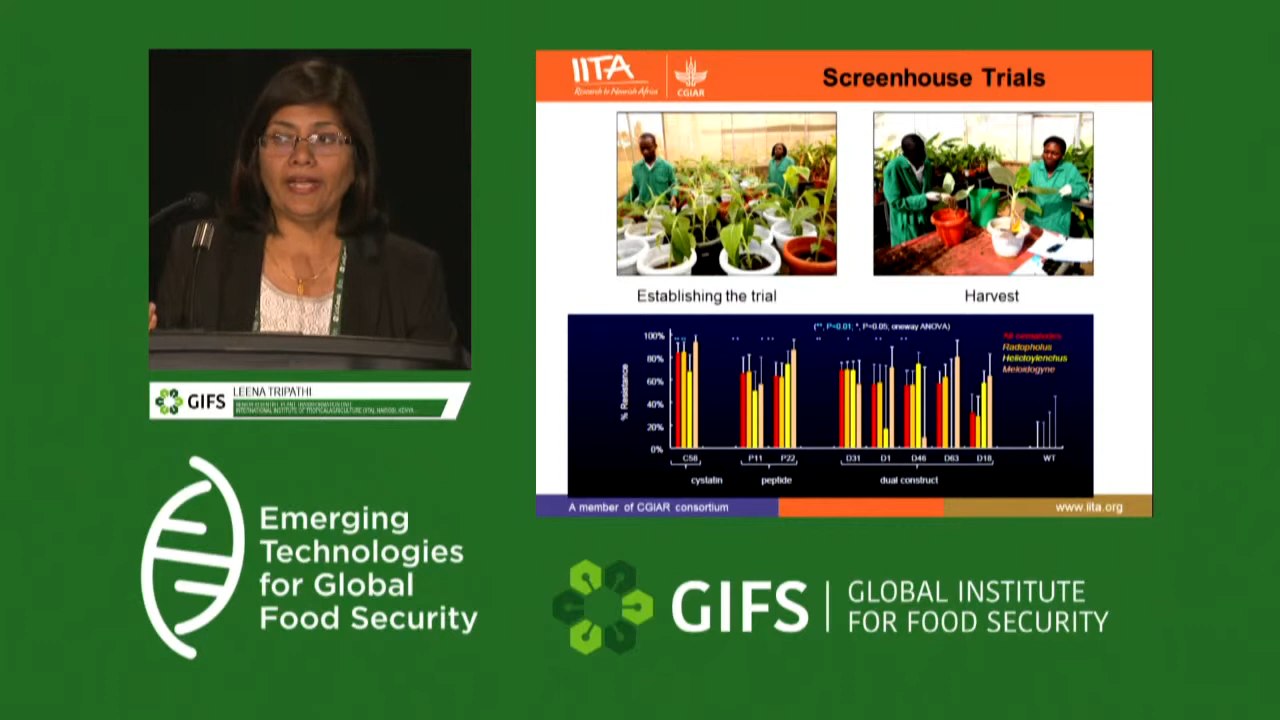 IITA
Research to Nourish Africa
CGIAR
Screenhouse Trials
Establishing the trial
Harvest
(**, P=0.01, *, P=0.05, oneway ANOVA)
All nematodes
Radopholus
Helictoylenchus
Meloidogyne
% Resistance
100%
80%
60%
40%
20%
0%
C58
P11
P22
D31
D1
D46
D63
D18
WT
cystatin
peptide
dual construct
A member of CGIAR consortium
www.iita.org
GIFS
LEENA TRIPATHI
Emerging
Technologies
for Global
Food Security
GIFS
GLOBAL INSTITUTE
FOR FOOD SECURITY